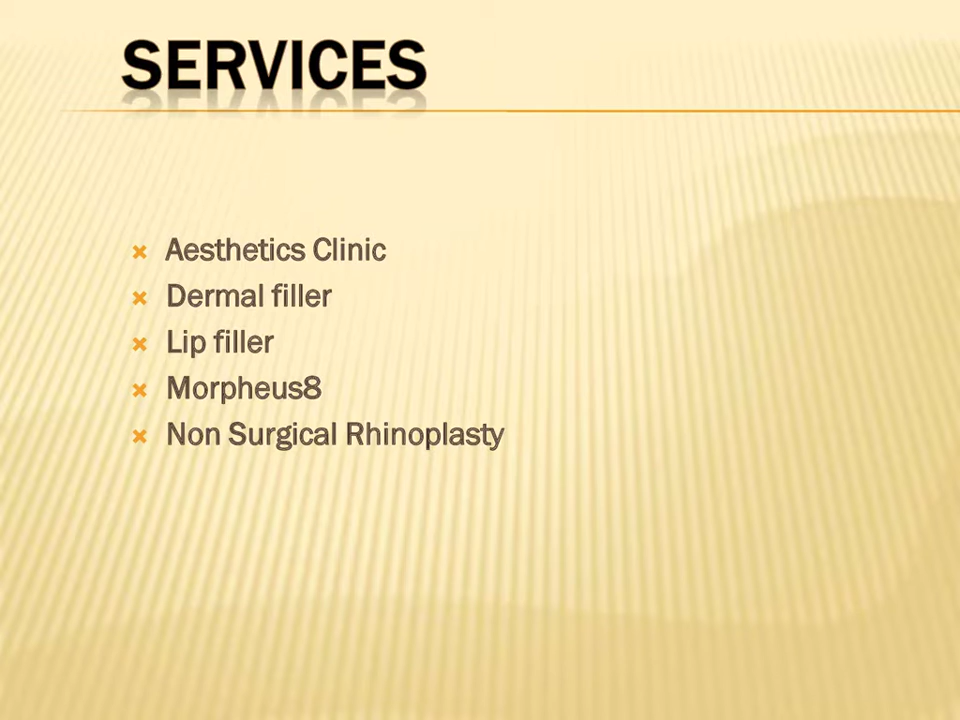 SERVICES
Aesthetics Clinic
Dermal filler
Lip filler
Morpheus8
Non Surgical Rhinoplasty